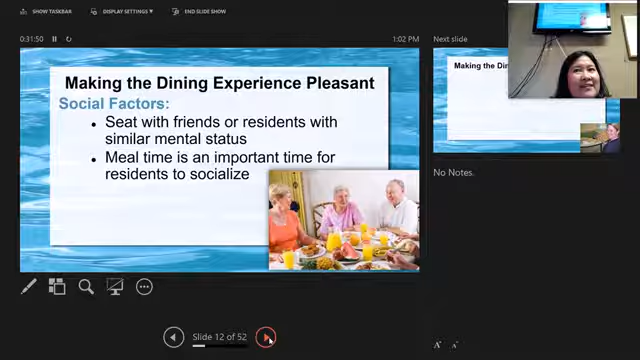 SHOW TASKBAR
DISPLAY SETTINGS
END SLIDE SHOW
0:31:50
1:02 PM
Making the Dining Experience Pleasant
Social Factors:
• Seat with friends or residents with
similar mental status
• Meal time is an important time for
residents to socialize
Slide 12 of 52
Next slide
Making the Di
No Notes.
A A